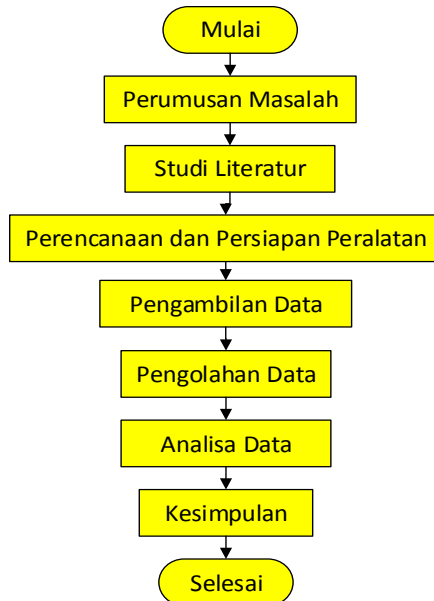 Mulai
Perumusan Masalah
Studi Literatur
Perencanaan dan Persiapan Peralatan
Pengambilan Data
Pengolahan Data
Analisa Data
Kesimpulan
Selesai